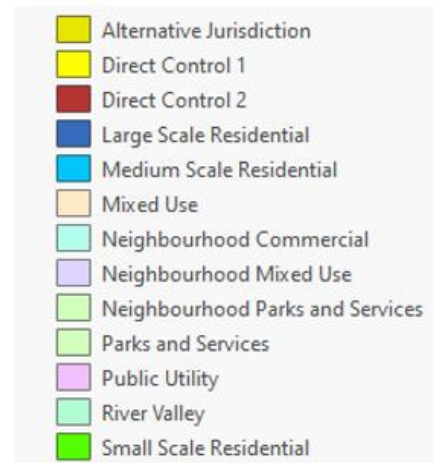 Alternative Jurisdiction
Direct Control 1
Direct Control 2
Large Scale Residential
Medium Scale Residential
Mixed Use
Neighbourhood Commercial
Neighbourhood Mixed Use
Neighbourhood Parks and Services
Parks and Services
Public Utility
River Valley
Small Scale Residential